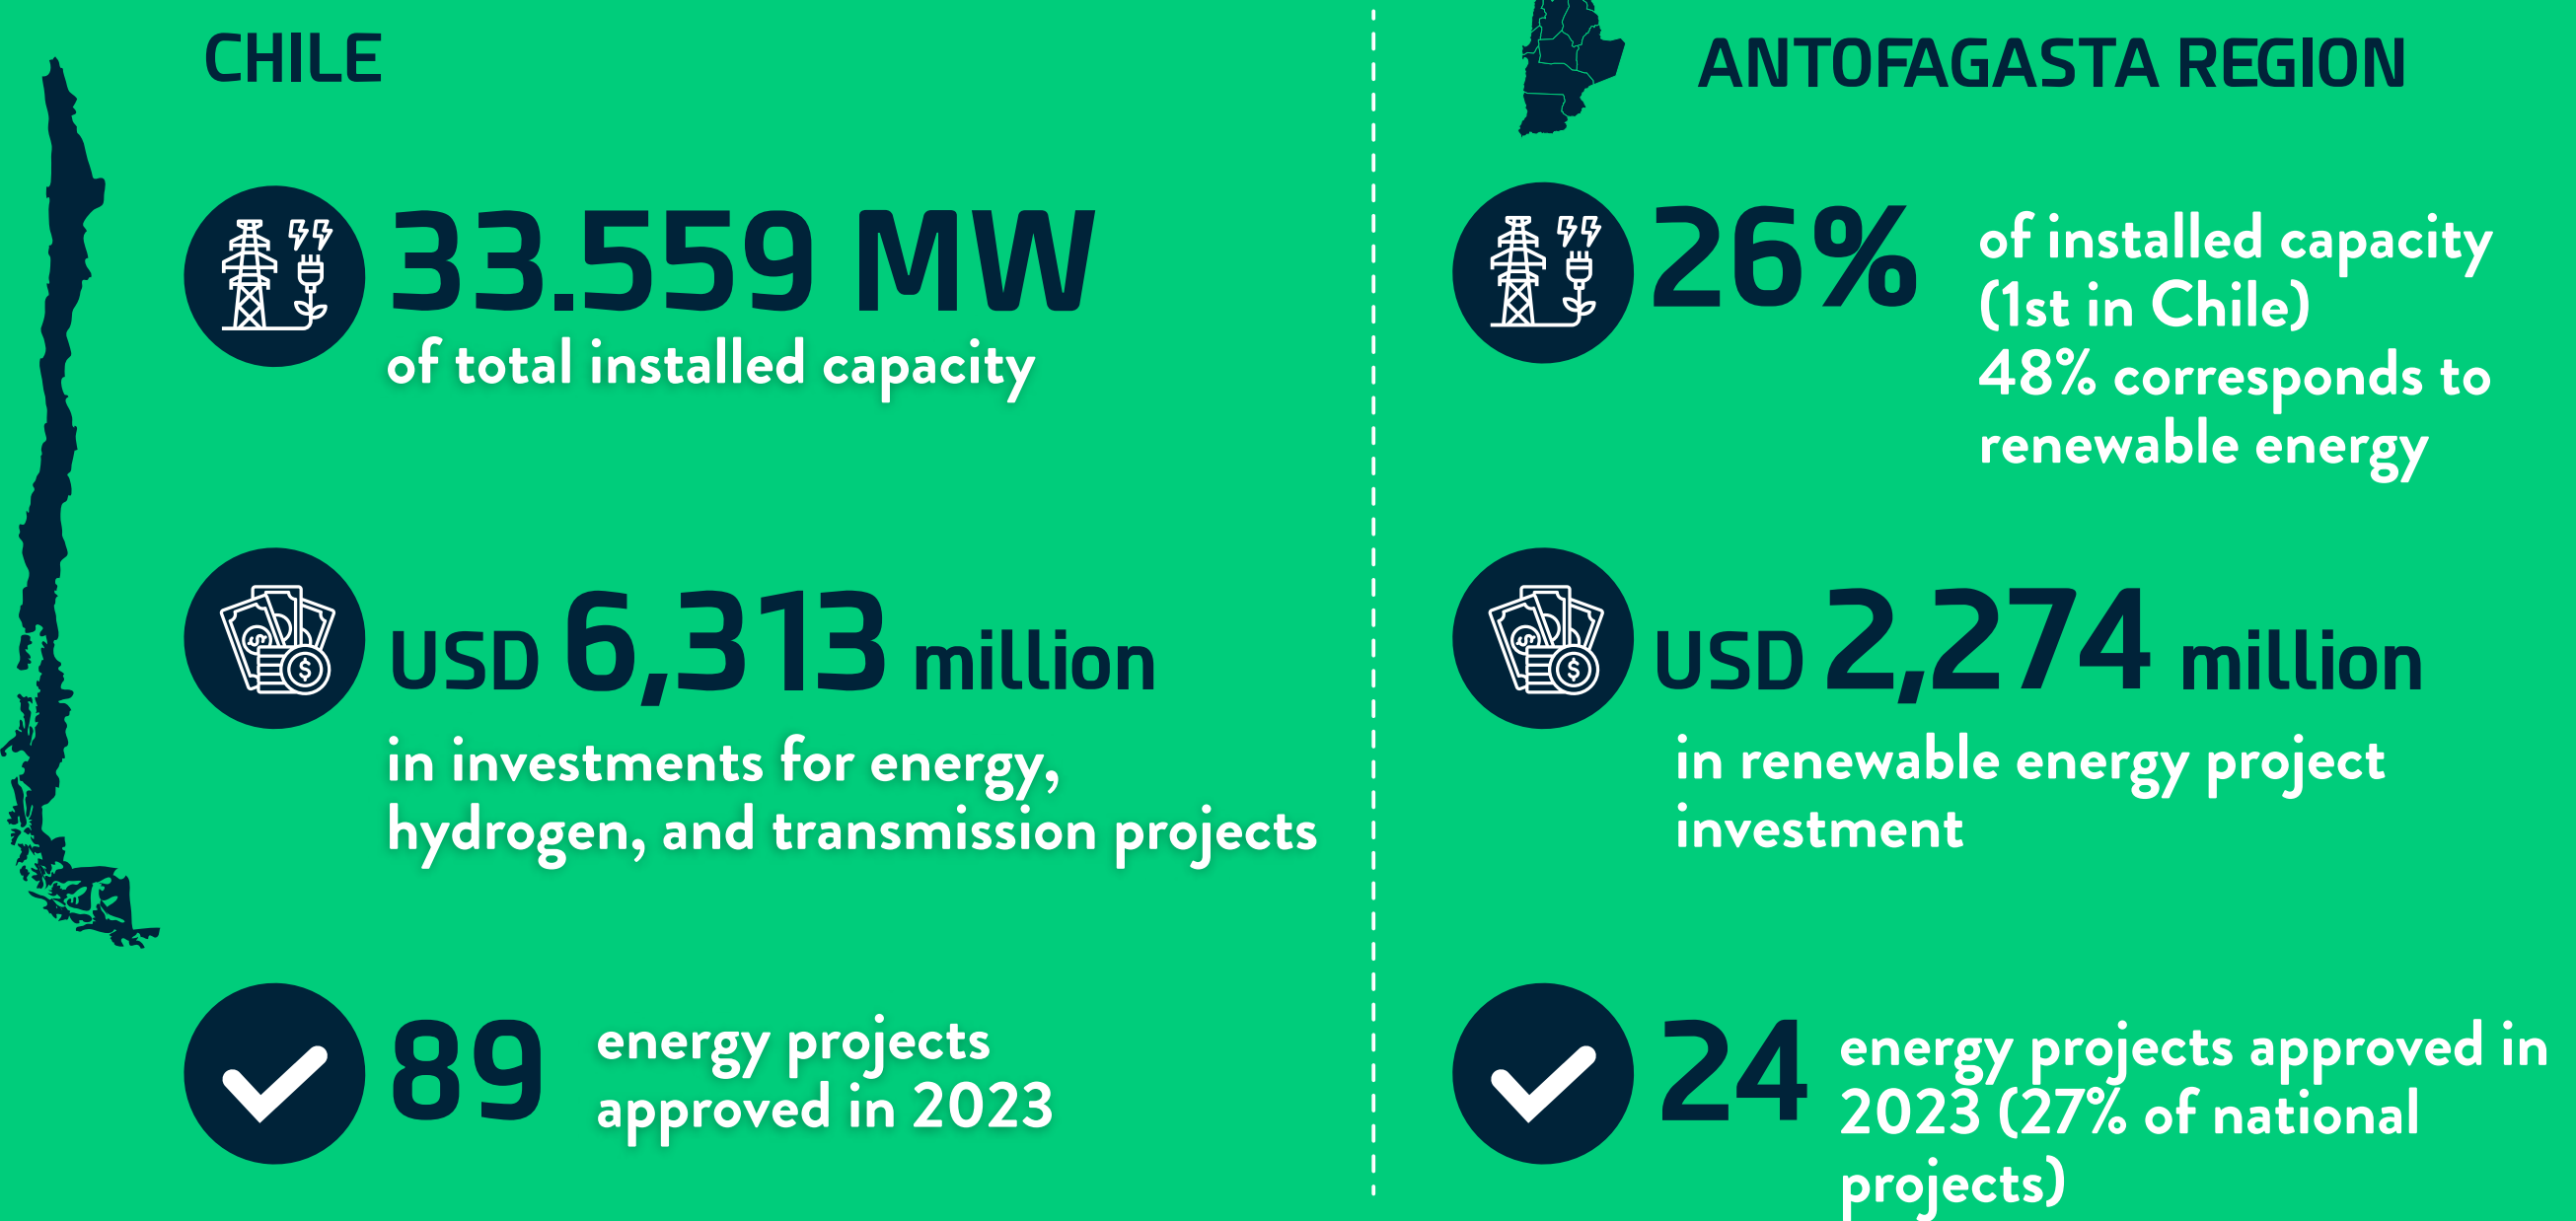 CHILE
33.559 MW
of total installed capacity
USD 6,313 million
in investments for energy,
hydrogen, and transmission projects
89
energy projects
approved in 2023
ANTOFAGASTA REGION
26%
of installed capacity
(1st in Chile)
48% corresponds to
renewable energy
USD 2,274 million
in renewable energy project
investment
24
energy projects approved in
2023 (27% of national
projects)